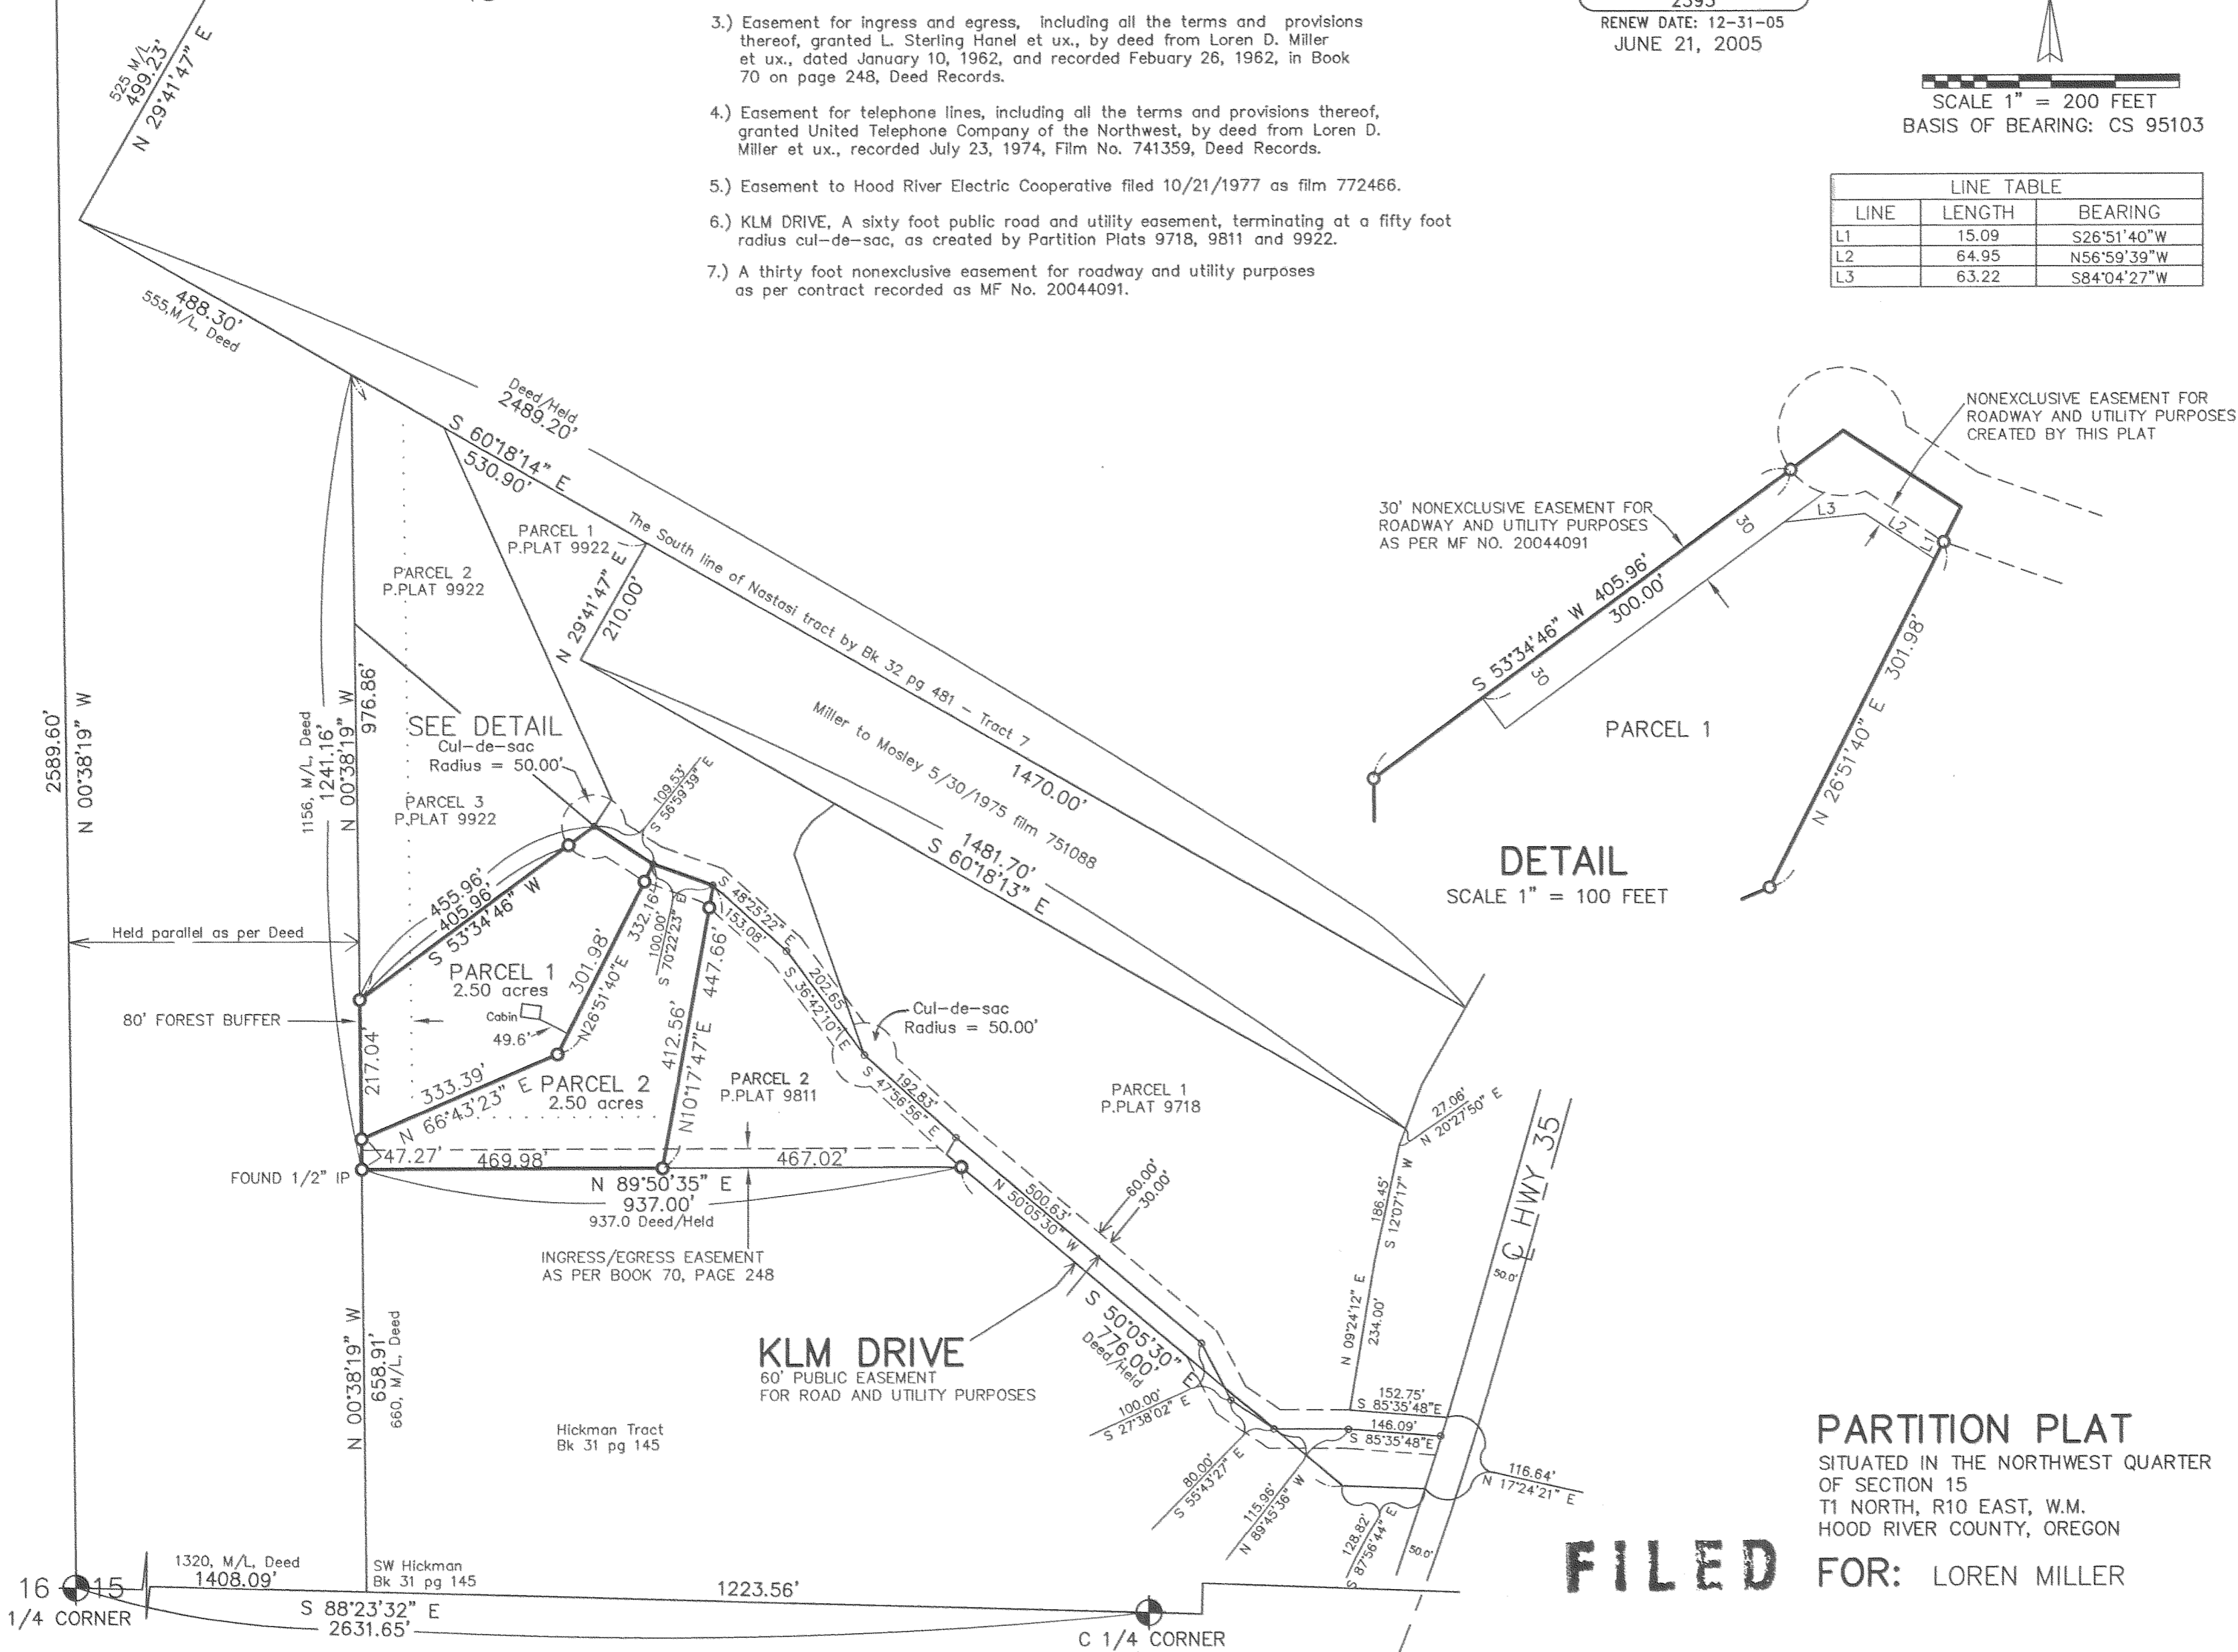 3.) Easement for ingress and egress, including all the terms and provisions
thereof, granted L. Sterling Hanel et ux., by deed from Loren D. Miller
et ux., dated January 10, 1962, and recorded Febuary 26, 1962, in Book
70 on page 248, Deed Records.
4.) Easement for telephone lines, including all the terms and provisions thereof,
granted United Telephone Company of the Northwest, by deed from Loren D.
Miller et ux., recorded July 23, 1974, Film No. 741359, Deed Records.
5.) Easement to Hood River Electric Cooperative filed 10/21/1977 as film 772466.
6.) KLM DRIVE, A sixty foot public road and utility easement, terminating at a fifty foot
radius cul-de-sac, as created by Partition Plats 9718, 9811 and 9922.
7.) A thirty foot nonexclusive easement for roadway and utility purposes
as per contract recorded as MF No. 20044091.
RENEW DATE: 12-31-05
JUNE 21, 2005
SCALE 1" = 200 FEET
BASIS OF BEARING: CS 95103
LINE TABLE
LINE LENGTH BEARING
L1 15.09 S26°51'40"W
L2 64.95 N56°59'39"W
L3 63.22 S84°04'27"W
525 M/L
499.23'
N 29°41'47" E
488.30'
555,M/L, Deed
Deed/Held
2489.20'
S 60°18'14" E
530.90'
PARCEL 1
P.PLAT 9922
PARCEL 2
P.PLAT 9922
N 29°41'47" E
210.00'
The South line of Nastasi tract by Bk 32 pg 481 - Tract 7
1470.00'
Miller to Mosley 5/30/1975 film 751088
1481.70'
S 60°18'13" E
NONEXCLUSIVE EASEMENT FOR
ROADWAY AND UTILITY PURPOSES
CREATED BY THIS PLAT
30' NONEXCLUSIVE EASEMENT FOR
ROADWAY AND UTILITY PURPOSES
AS PER MF NO. 20044091
L3
L2
L1
30
S 53°34'46" W 405.96'
300.00'
30
PARCEL 1
N 26°51'40" E 301.98'
DETAIL
SCALE 1" = 100 FEET
2589.60'
N 00°38'19" W
1156, M/L, Deed
1241.16'
N 00°38'19" W
976.86'
SEE DETAIL
Cul-de-sac
Radius = 50.00'
PARCEL 3
P.PLAT 9922
109.53'
S 56°59'39" E
455.96'
405.96'
S 53°34'46" W
Held parallel as per Deed
PARCEL 1
2.50 acres
Cabin
49.6'
80' FOREST BUFFER
217.04'
301.98'
N26°51'40"E
332.16'
100.00'
S 70°22'23" E
447.66'
412.56'
N10°17'47"E
S 48°25'22" E
153.08'
202.65'
S 36°42'10" E
Cul-de-sac
Radius = 50.00'
333.39'
N 66°43'23" E
PARCEL 2
2.50 acres
PARCEL 2
P.PLAT 9811
192.83'
S 47°56'56" E
PARCEL 1
P.PLAT 9718
47.27'
469.98'
467.02'
FOUND 1/2" IP
N 89°50'35" E
937.00'
937.0 Deed/Held
INGRESS/EGRESS EASEMENT
AS PER BOOK 70, PAGE 248
500.63'
N 50°05'30" W
60.00'
30.00'
27.06'
N 20°27'50" E
186.45'
S 12°07'17" W
N 09°24'12" E
234.00'
℄ HWY 35
50.0'
KLM DRIVE
60' PUBLIC EASEMENT
FOR ROAD AND UTILITY PURPOSES
S 50°05'30" E
776.00'
Deed/Held
100.00'
S 27°38'02" E
80.00'
S 55°43'27" E
115.96'
N 89°45'36" W
152.75'
S 85°35'48"E
146.09'
S 85°35'48"E
116.64'
N 17°24'21" E
128.82'
S 87°56'44" E
50.0'
N 00°38'19" W
658.91'
660, M/L, Deed
Hickman Tract
Bk 31 pg 145
SW Hickman
Bk 31 pg 145
1320, M/L, Deed
1408.09'
16 15
1/4 CORNER
S 88°23'32" E
2631.65'
1223.56'
C 1/4 CORNER
PARTITION PLAT
SITUATED IN THE NORTHWEST QUARTER
OF SECTION 15
T1 NORTH, R10 EAST, W.M.
HOOD RIVER COUNTY, OREGON
FILED
FOR: LOREN MILLER